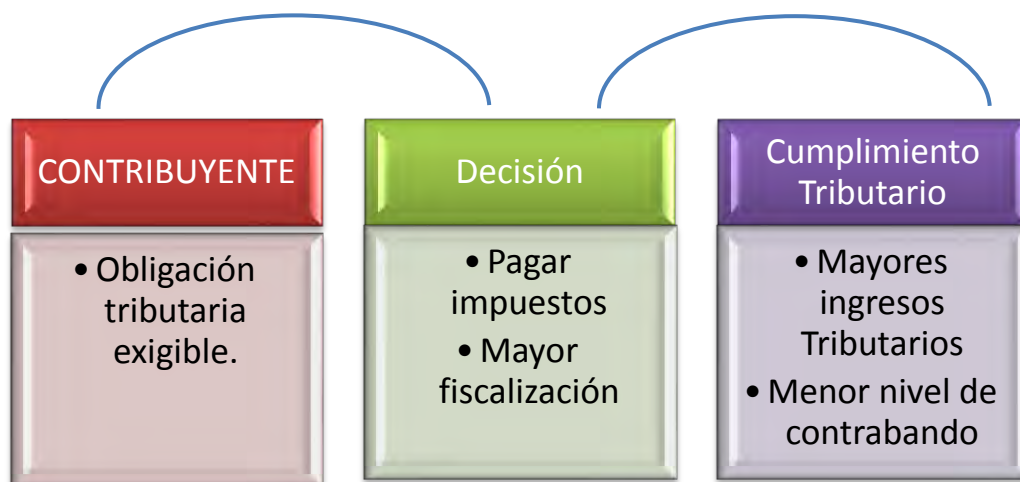 CONTRIBUYENTE
• Obligación
tributaria
exigible.
Decisión
• Pagar
impuestos
• Mayor
fiscalización
Cumplimiento
Tributario
• Mayores
ingresos
Tributarios
• Menor nivel de
contrabando